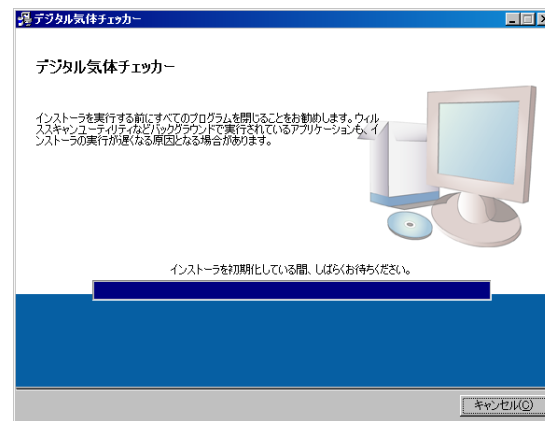 デジタル気体チェッカー
デジタル気体チェッカー
インストーラを実行する前にすべてのプログラムを閉じることをお勧めします。ウィル
ススキャンユーティリティなどバックグラウンドで実行されているアプリケーションも、イ
ンストーラの実行が遅くなる原因となる場合があります。
インストーラを初期化している間、しばらくお待ちください。
キャンセル(C)